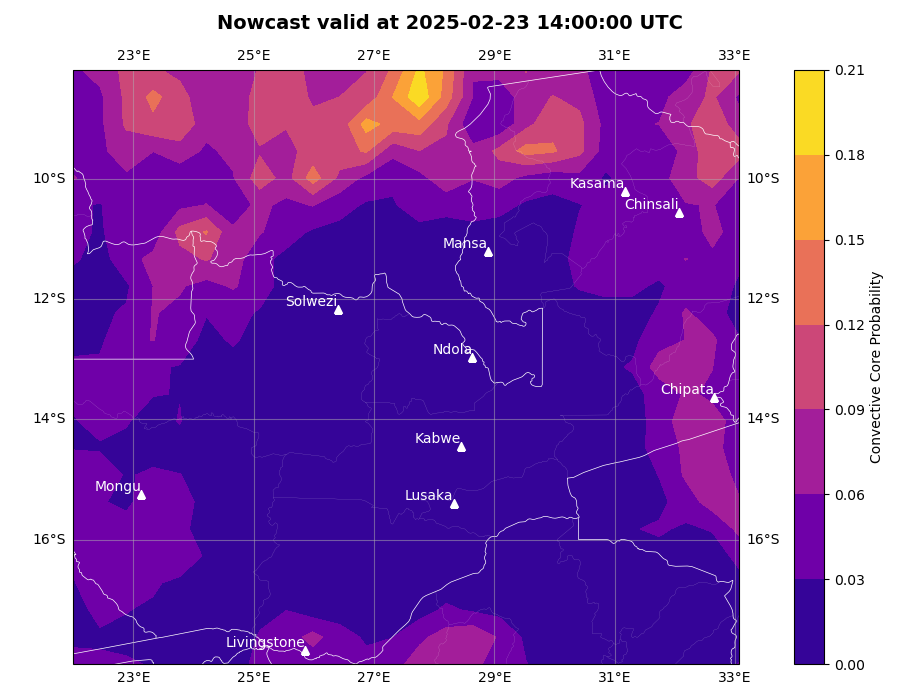 Nowcast valid at 2025-02-23 14:00:00 UTC
23°E 25°E 27°E 29°E 31°E 33°E
0.21
0.18
10°S Kasama 10°S
Chinsali
0.15
Mansa
12°S Solwezi 12°S
0.12
Ndola
Chipata
0.09
14°S 14°S
Kabwe
Mongu Lusaka
0.06
16°S 16°S
0.03
Livingstone
0.00
23°E 25°E 27°E 29°E 31°E 33°E
Convective Core Probability